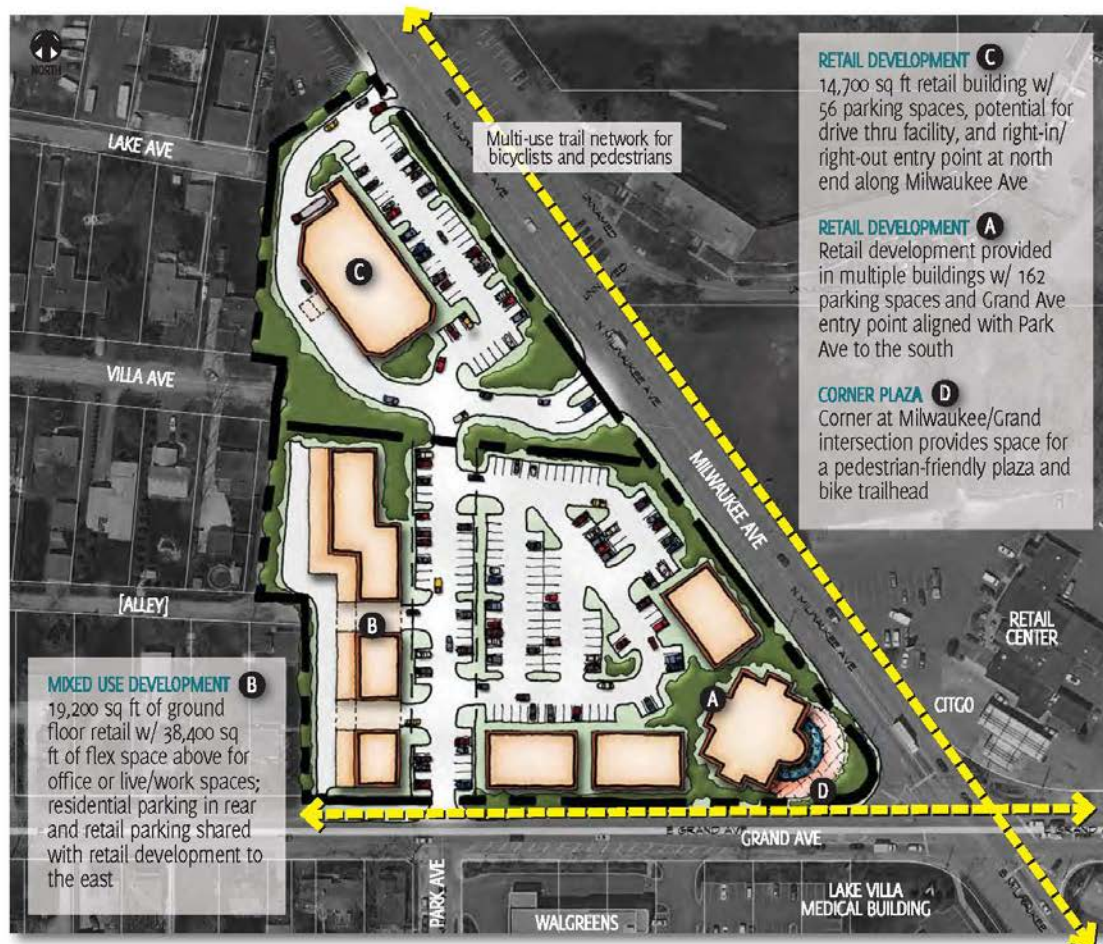 NORTH
LAKE AVE
VILLA AVE
[ALLEY]
Multi-use trail network for
bicyclists and pedestrians
N MILWAUKEE AVE
UNNAMED
N MILWAUKEE AVE
MILWAUKEE AVE
N MILWAUKEE AVE
RETAIL DEVELOPMENT C
14,700 sq ft retail building w/
56 parking spaces, potential for
drive thru facility, and right-in/
right-out entry point at north
end along Milwaukee Ave
RETAIL DEVELOPMENT A
Retail development provided
in multiple buildings w/ 162
parking spaces and Grand Ave
entry point aligned with Park
Ave to the south
CORNER PLAZA D
Corner at Milwaukee/Grand
intersection provides space for
a pedestrian-friendly plaza and
bike trailhead
C
B
A
D
RETAIL
CENTER
CITGO
MIXED USE DEVELOPMENT B
19,200 sq ft of ground
floor retail w/ 38,400 sq
ft of flex space above for
office or live/work spaces;
residential parking in rear
and retail parking shared
with retail development to
the east
E GRAND AVE
GRAND AVE
E GRAND
PARK AVE
WALGREENS
LAKE VILLA
MEDICAL BUILDING
S MILWAUKEE